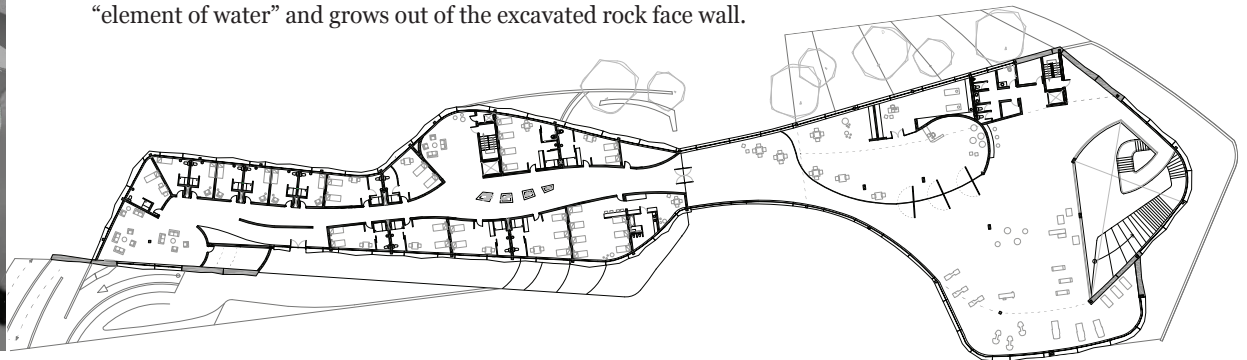 “element of water” and grows out of the excavated rock face wall.